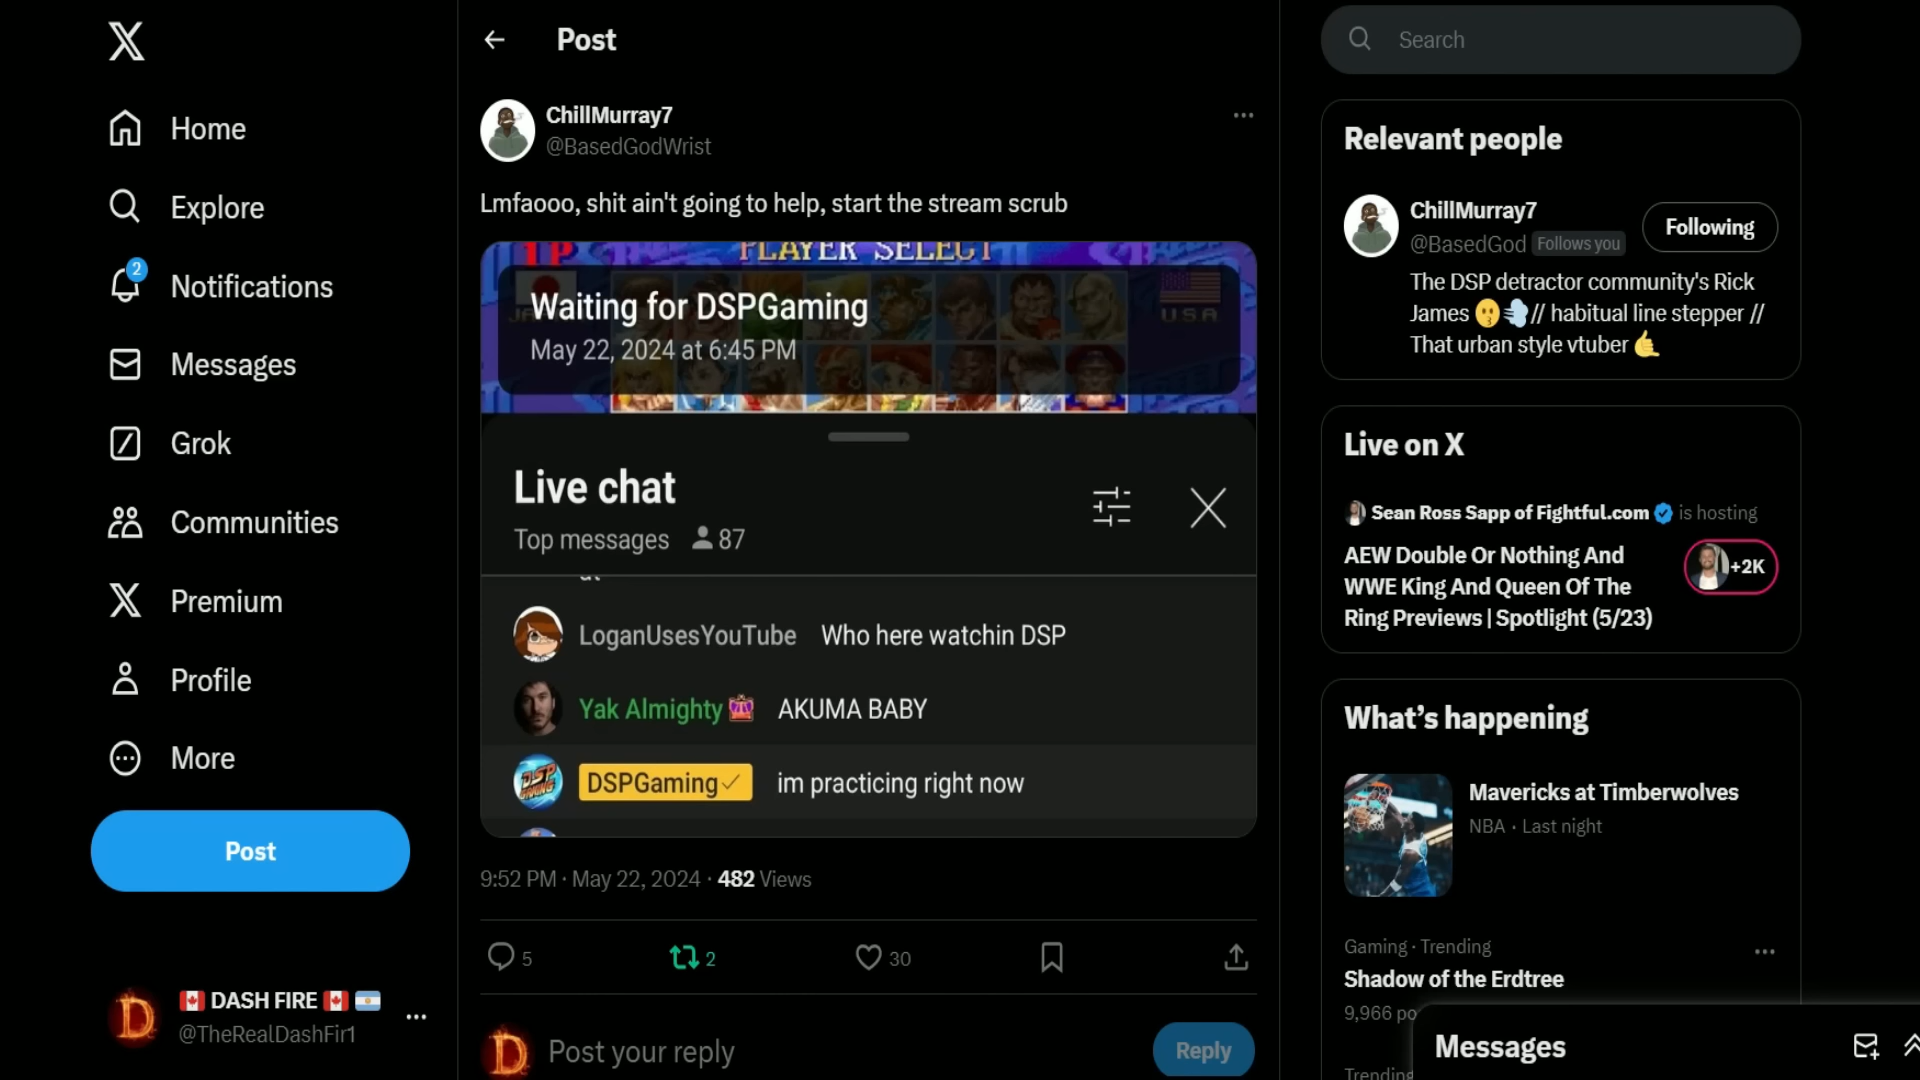 Home
Explore
2
Notifications
Messages
Grok
Communities
Premium
Profile
More
Post
DASH FIRE
@TheRealDashFir1
Post
ChillMurray7
@BasedGodWrist
Lmfaooo, shit ain't going to help, start the stream scrub
1P PLAYER SELECT
Waiting for DSPGaming
May 22, 2024 at 6:45 PM
USA
Live chat
Top messages 87
LoganUsesYouTube Who here watchin DSP
Yak Almighty AKUMA BABY
DSP GAMING
DSPGaming im practicing right now
9:52 PM · May 22, 2024 · 482 Views
5 2 30
Post your reply
Reply
Search
Relevant people
ChillMurray7
@BasedGod Follows you
Following
The DSP detractor community's Rick
James 😗💨// habitual line stepper //
That urban style vtuber 🤙
Live on X
Sean Ross Sapp of Fightful.com is hosting
AEW Double Or Nothing And
WWE King And Queen Of The
Ring Previews | Spotlight (5/23)
+2K
What's happening
Mavericks at Timberwolves
NBA · Last night
Gaming · Trending
Shadow of the Erdtree
9,966 po
Trending
Messages